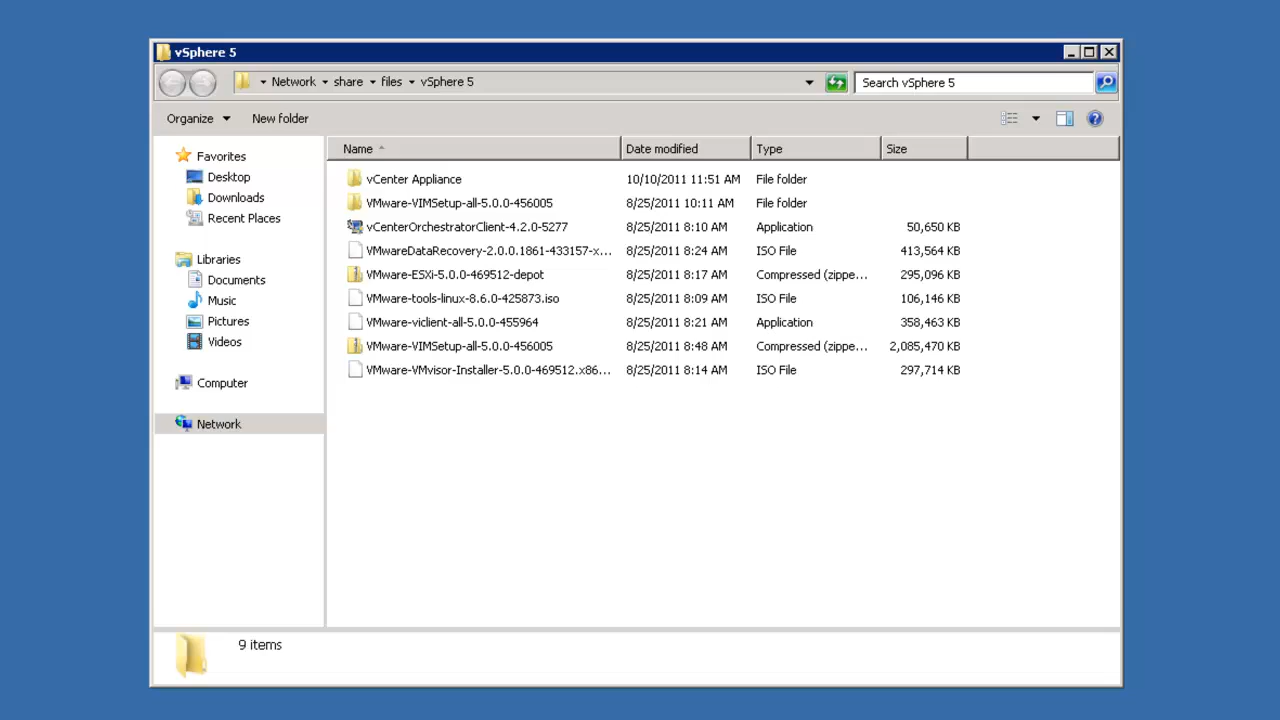 vSphere 5
Network share files vSphere 5 Search vSphere 5
Organize New folder
Favorites
Desktop
Downloads
Recent Places
Libraries
Documents
Music
Pictures
Videos
Computer
Network
Name Date modified Type Size
vCenter Appliance 10/10/2011 11:51 AM File folder
VMware-VIMSetup-all-5.0.0-456005 8/25/2011 10:11 AM File folder
vCenterOrchestratorClient-4.2.0-5277 8/25/2011 8:10 AM Application 50,650 KB
VMwareDataRecovery-2.0.0.1861-433157-x... 8/25/2011 8:24 AM ISO File 413,564 KB
VMware-ESXi-5.0.0-469512-depot 8/25/2011 8:17 AM Compressed (zippe... 295,096 KB
VMware-tools-linux-8.6.0-425873.iso 8/25/2011 8:09 AM ISO File 106,146 KB
VMware-viclient-all-5.0.0-455964 8/25/2011 8:21 AM Application 358,463 KB
VMware-VIMSetup-all-5.0.0-456005 8/25/2011 8:48 AM Compressed (zippe... 2,085,470 KB
VMware-VMvisor-Installer-5.0.0-469512.x86... 8/25/2011 8:14 AM ISO File 297,714 KB
9 items